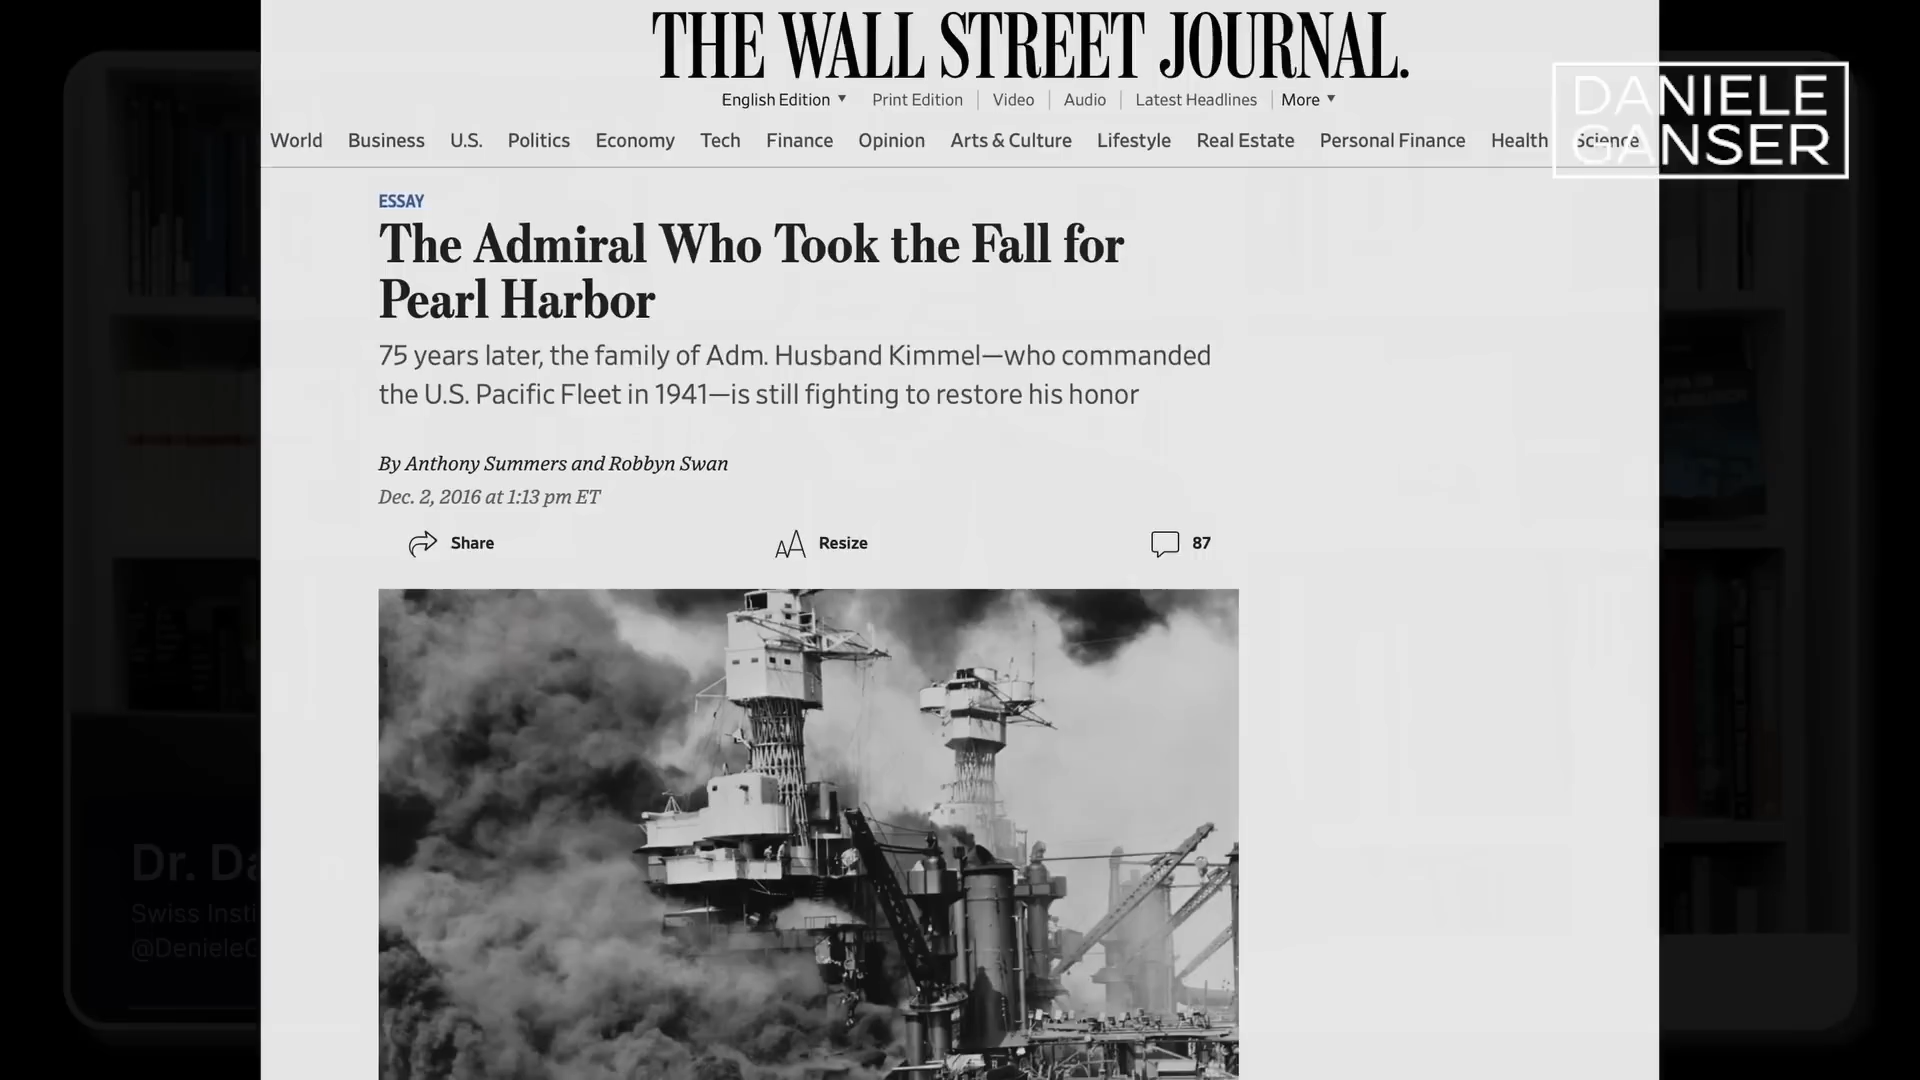 THE WALL STREET JOURNAL.
English Edition Print Edition Video Audio Latest Headlines More
World Business U.S. Politics Economy Tech Finance Opinion Arts & Culture Lifestyle Real Estate Personal Finance Health Science
DANIELE
GANSER
ESSAY
The Admiral Who Took the Fall for
Pearl Harbor
75 years later, the family of Adm. Husband Kimmel—who commanded
the U.S. Pacific Fleet in 1941—is still fighting to restore his honor
By Anthony Summers and Robbyn Swan
Dec. 2, 2016 at 1:13 pm ET
Share Resize 87
Dr. Da
Swiss Insti